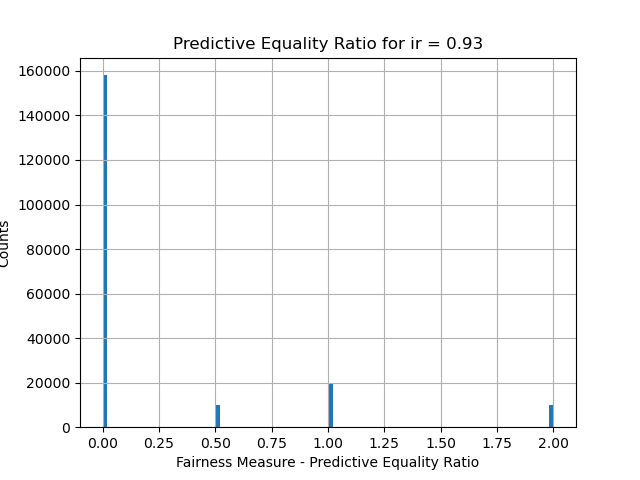 Predictive Equality Ratio for ir = 0.93
160000
140000
120000
100000
80000
60000
40000
20000
0
Counts
0.00 0.25 0.50 0.75 1.00 1.25 1.50 1.75 2.00
Fairness Measure - Predictive Equality Ratio